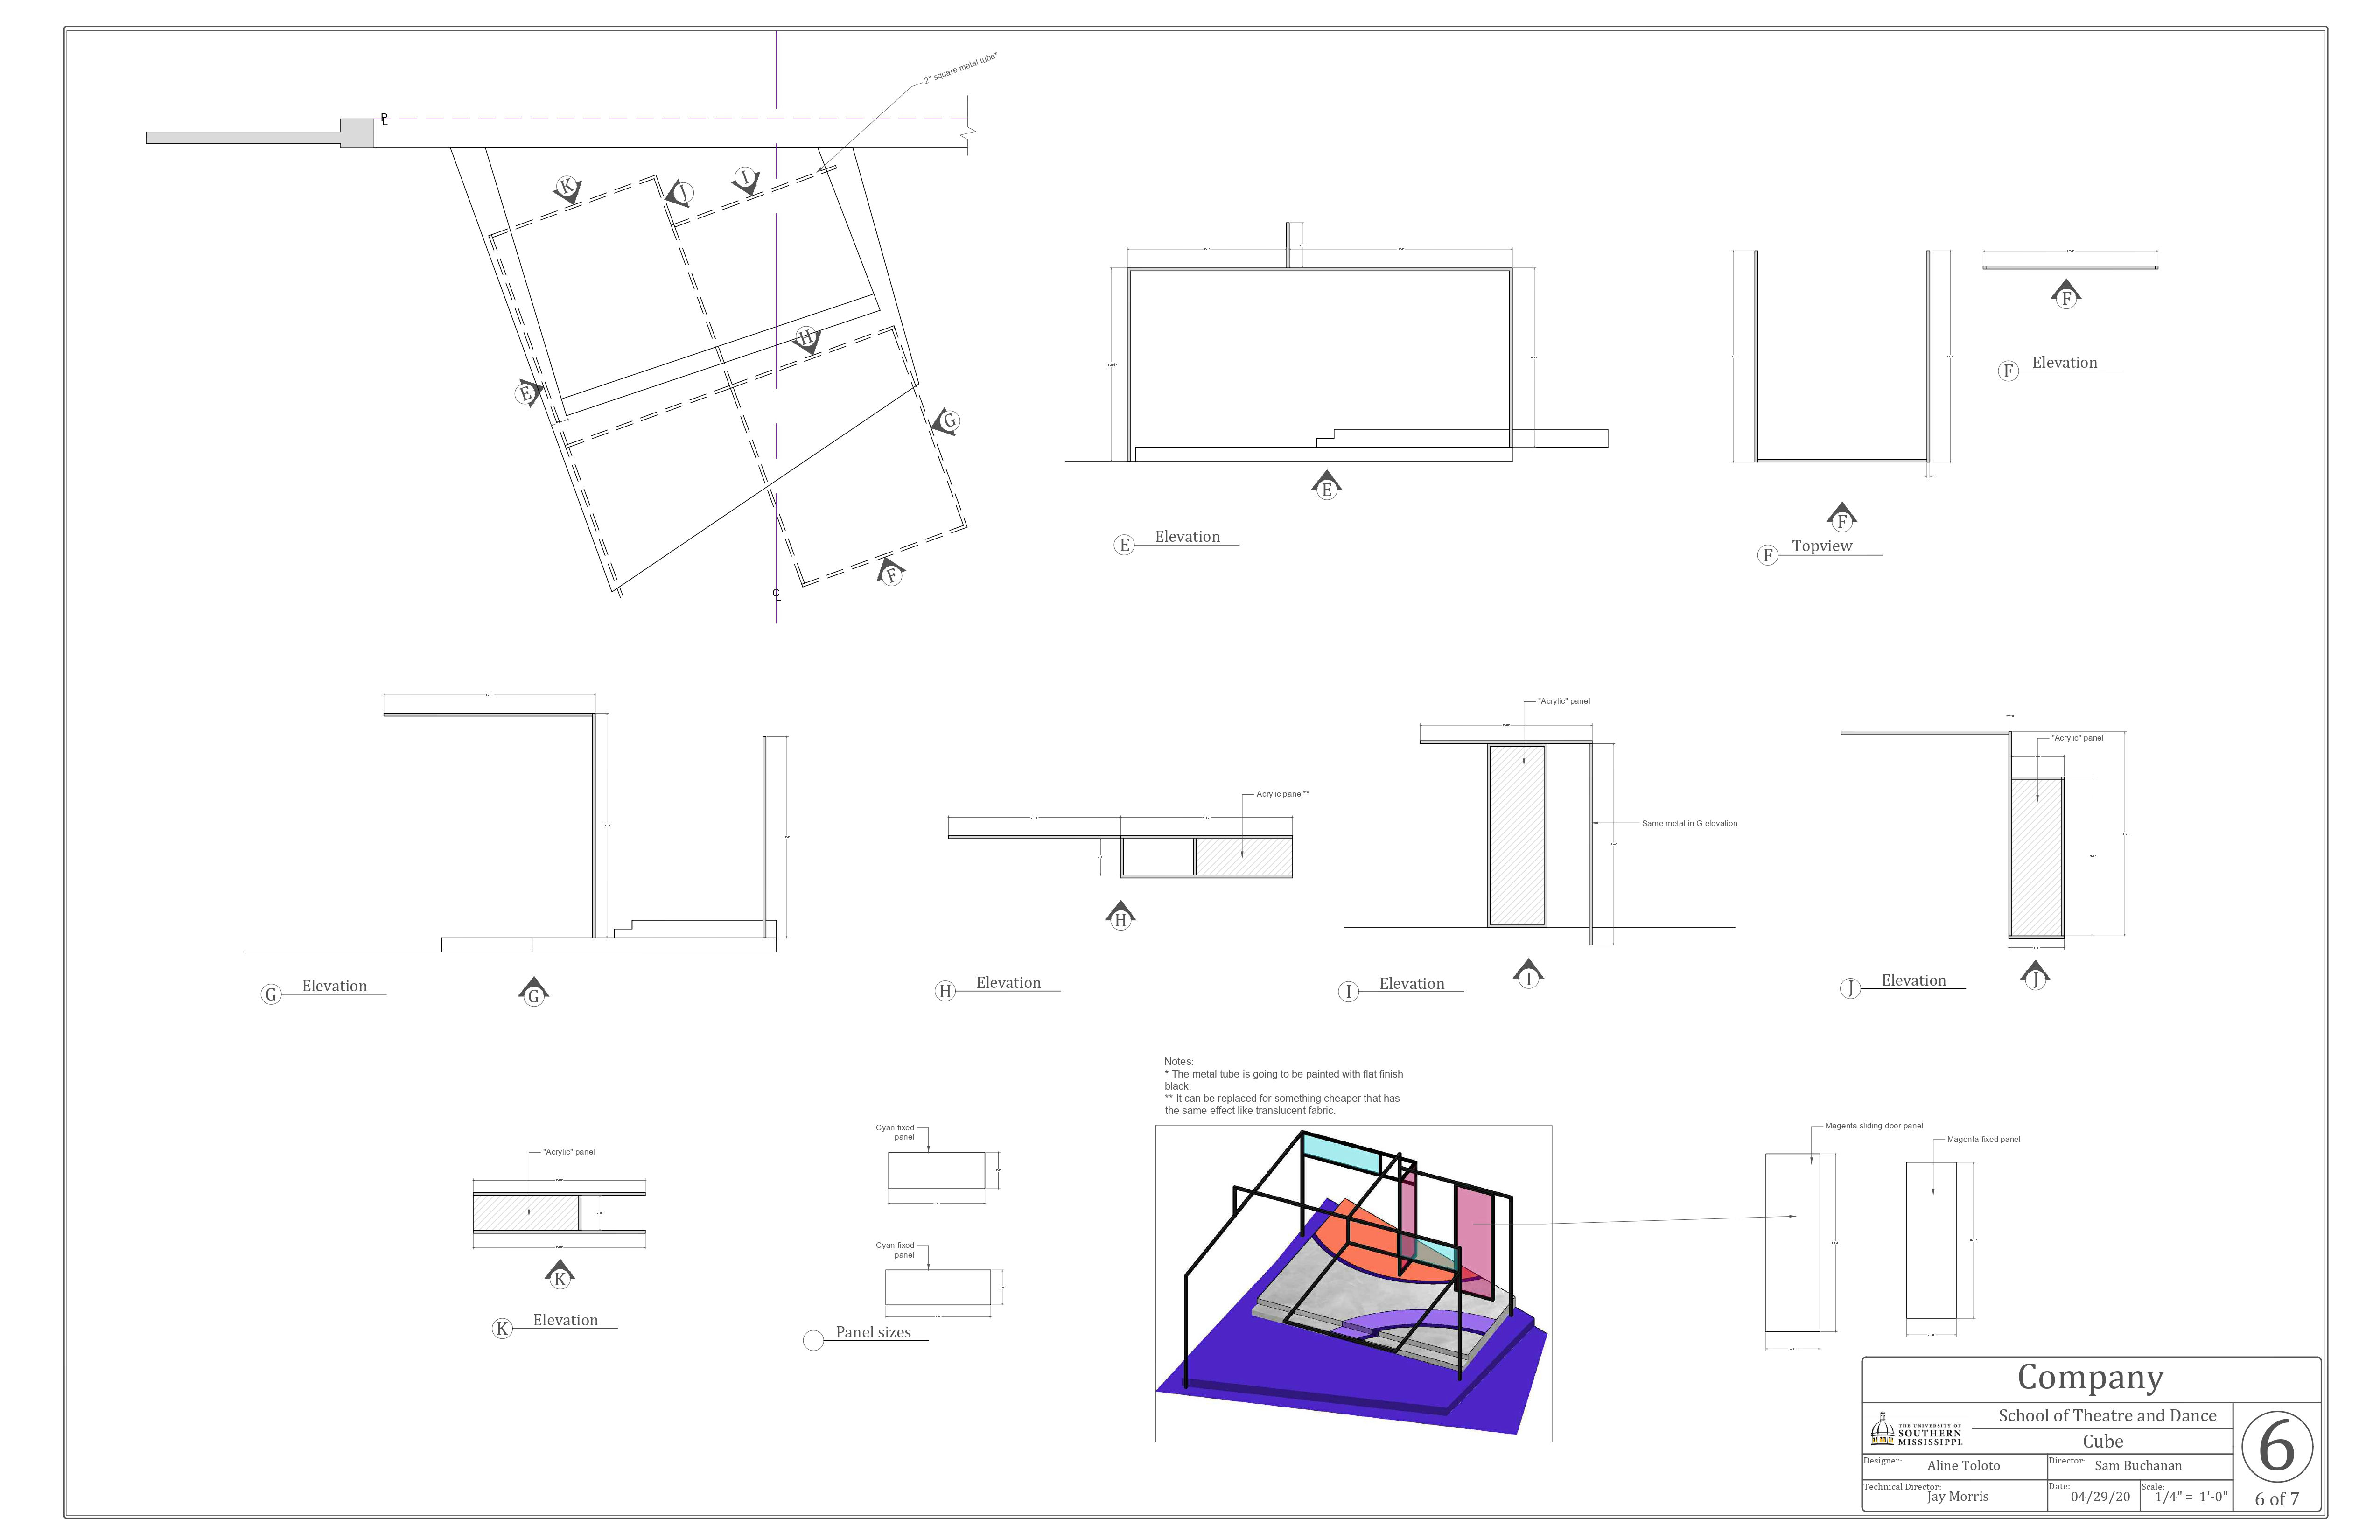 2" square metal tube*
PL
K
J
I
H
E
G
F
CL
E
E Elevation
F
F Topview
F
F Elevation
G
G Elevation
Acrylic panel**
H
H Elevation
"Acrylic" panel
Same metal in G elevation
I
I Elevation
"Acrylic" panel
J
J Elevation
"Acrylic" panel
K
K Elevation
Cyan fixed
panel
Cyan fixed
panel
Panel sizes
Notes:
* The metal tube is going to be painted with flat finish
black.
** It can be replaced for something cheaper that has
the same effect like translucent fabric.
Magenta sliding door panel
Magenta fixed panel
Company
THE UNIVERSITY OF
SOUTHERN
MISSISSIPPI
School of Theatre and Dance
Cube
Designer: Aline Toloto
Director: Sam Buchanan
Technical Director: Jay Morris
Date: 04/29/20
Scale: 1/4" = 1'-0"
6
6 of 7